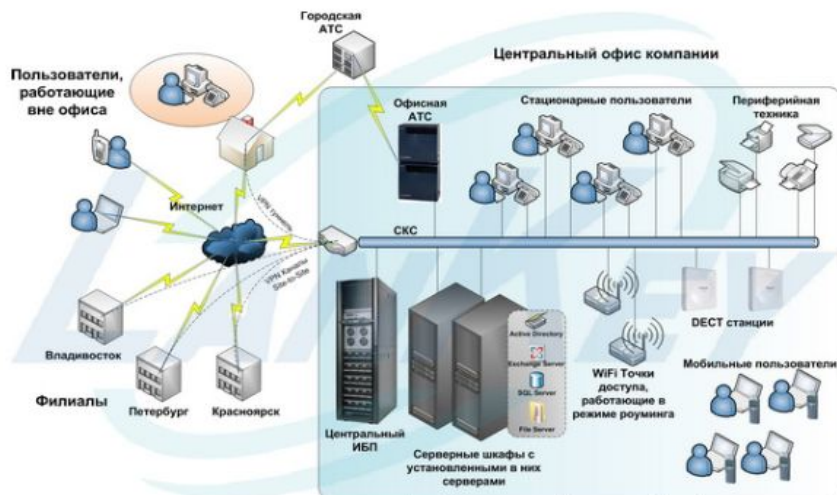 Городская
АТС
Центральный офис компании
Пользователи,
работающие
вне офиса
Офисная
АТС
Стационарные пользователи
Периферийная
техника
Интернет
VPN туннель
СКС
VPN Каналы
Site-to-Site
Владивосток
Петербург
Красноярск
Филиалы
Центральный
ИБП
Серверные шкафы с
установленными в них
серверами
Active Directory
Exchange Server
SQL Server
File Server
WiFi Точки
доступа,
работающие в
режиме роуминга
DECT станции
Мобильные пользователи
LANKEY